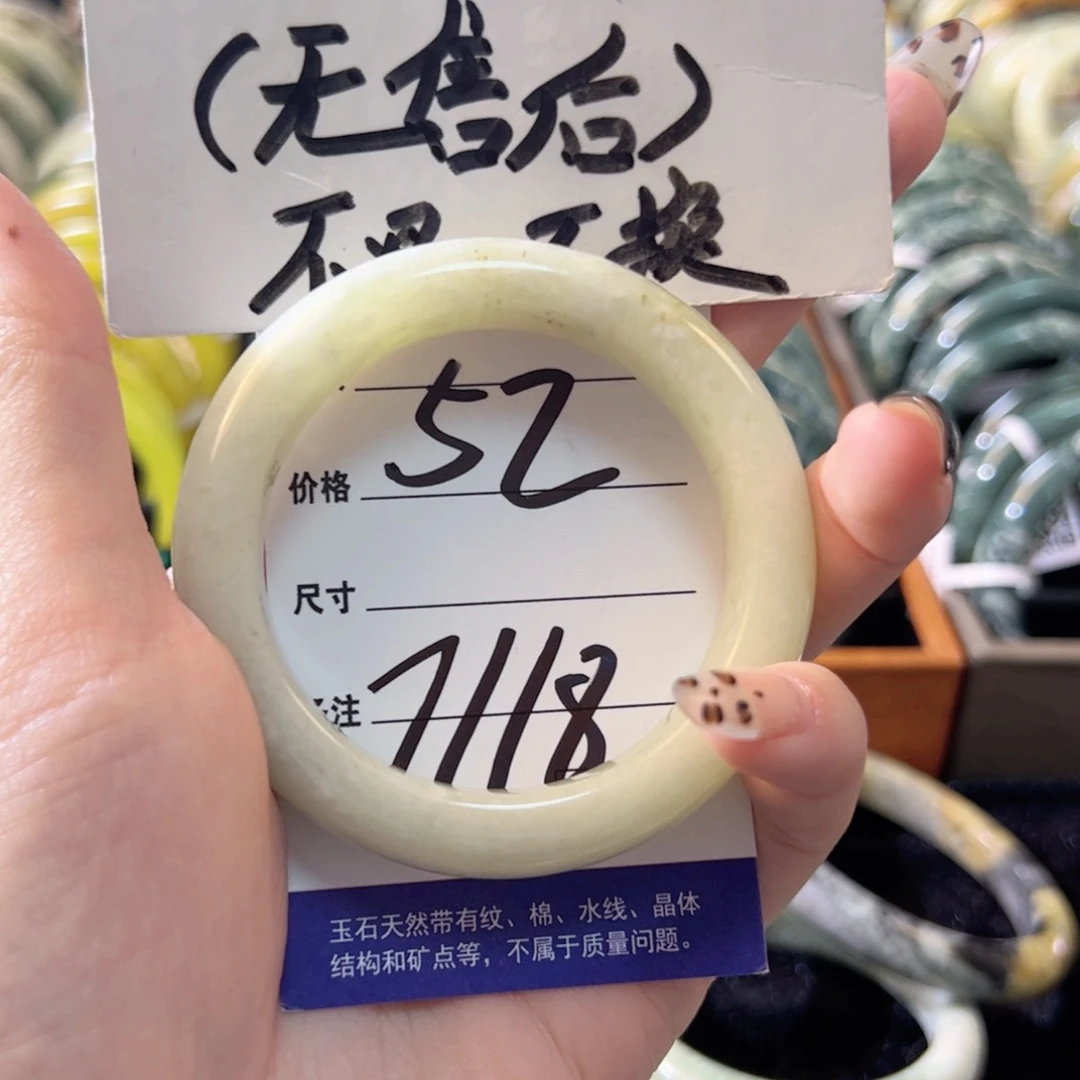 (无售后)
不退 不换
52
价格
尺寸
备注 7118
玉石天然带有纹、棉、水线、晶体
结构和矿点等，不属于质量问题。